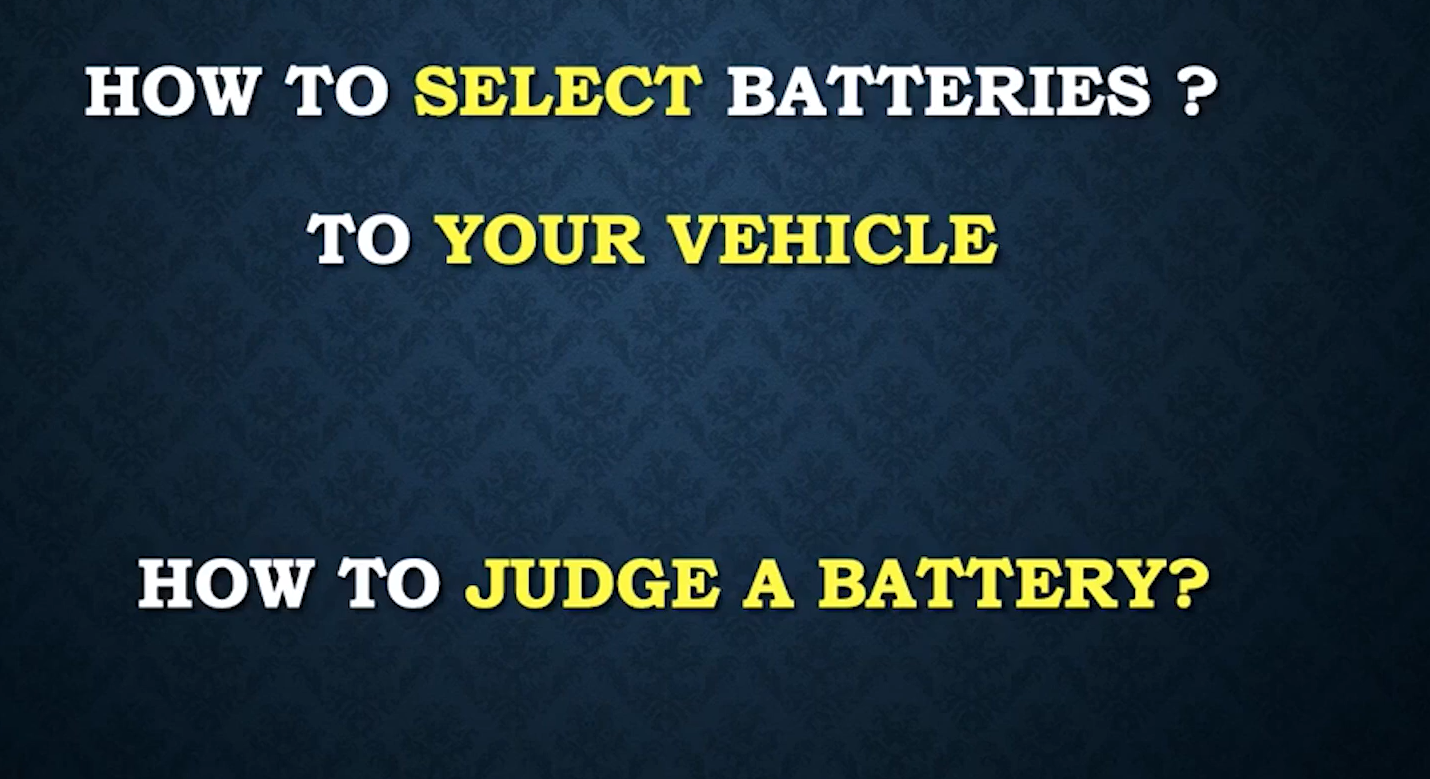 HOW TO SELECT BATTERIES ?
TO YOUR VEHICLE
HOW TO JUDGE A BATTERY?